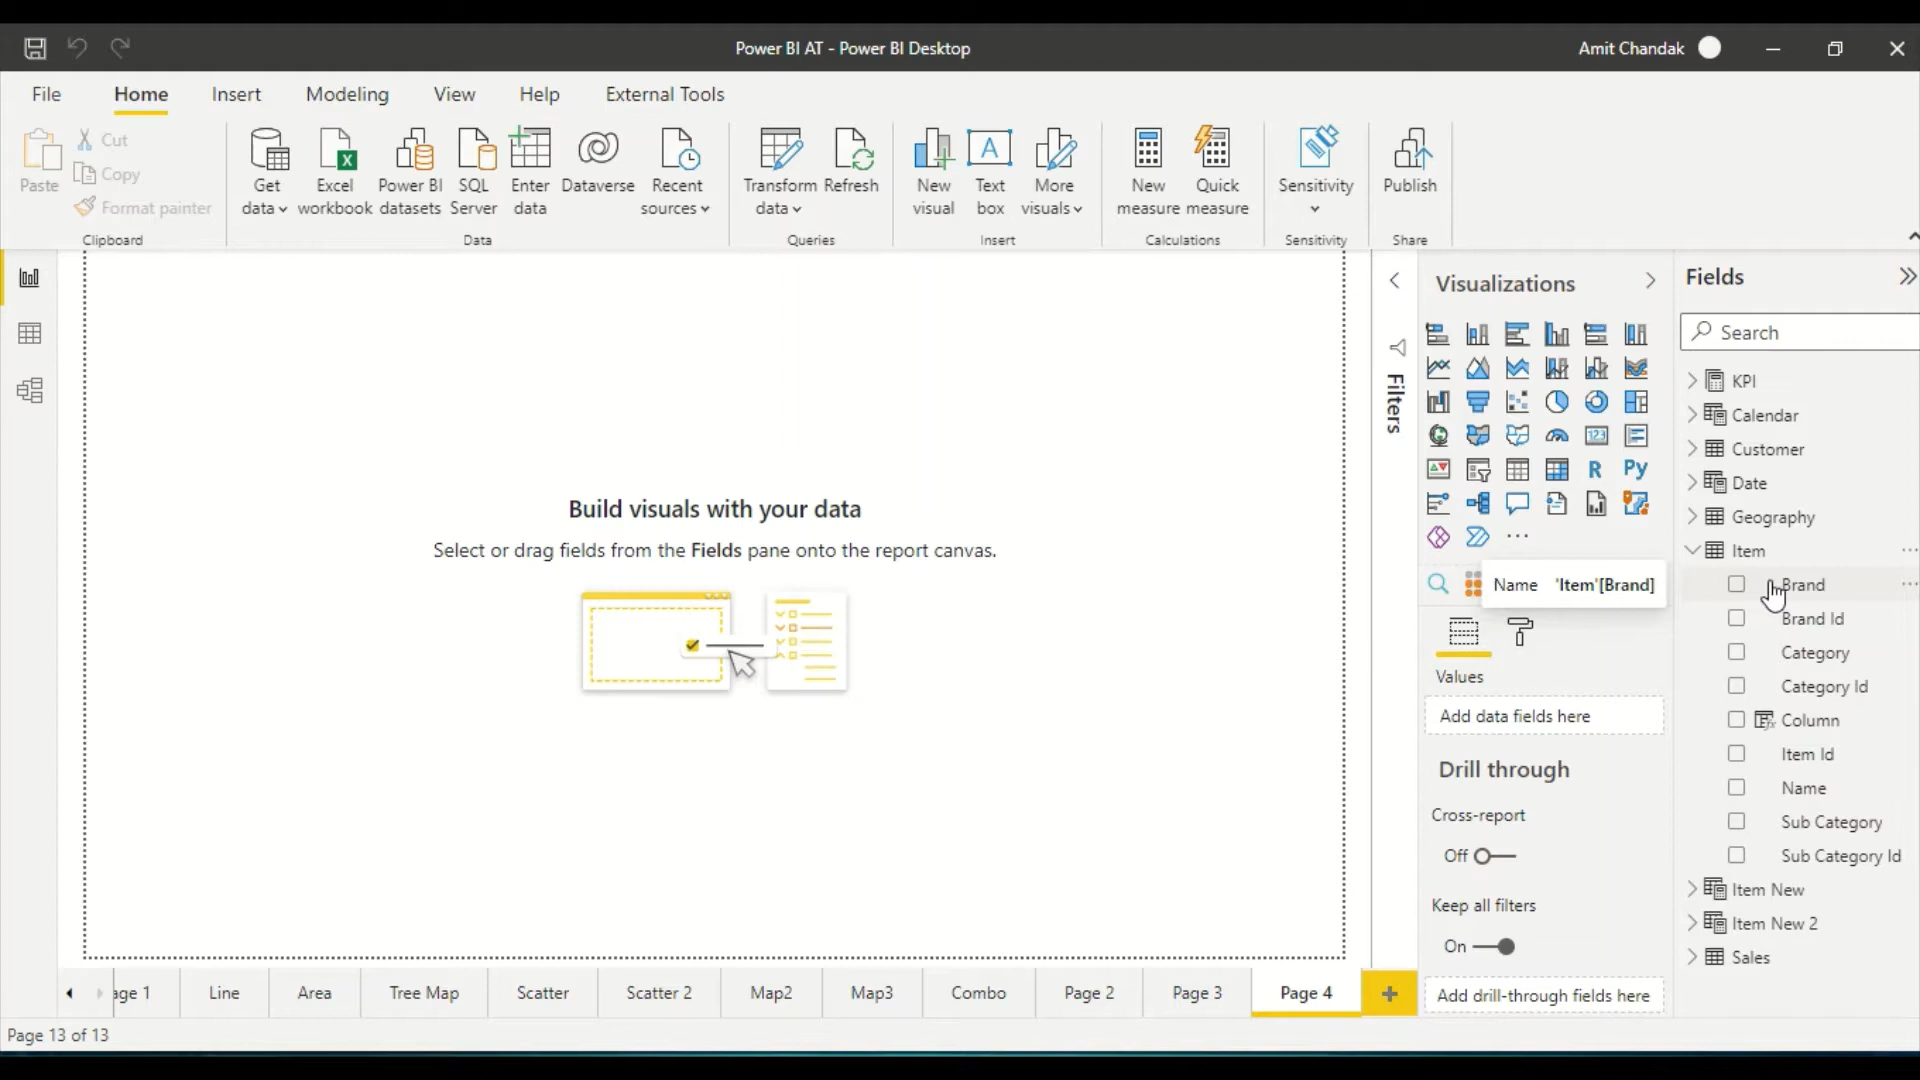 Power BI AT - Power BI Desktop
Amit Chandak
File
Home
Insert
Modeling
View
Help
External Tools
Paste
Cut
Copy
Format painter
Clipboard
Get
data
Excel
workbook
Power BI
datasets
SQL
Server
Enter
data
Dataverse
Recent
sources
Data
Transform
data
Refresh
Queries
New
visual
A
Text
box
More
visuals
Insert
New
measure
Quick
measure
Calculations
Sensitivity
Sensitivity
Publish
Share
Build visuals with your data
Select or drag fields from the Fields pane onto the report canvas.
Filters
Visualizations
123
R
Py
Name 'Item'[Brand]
Values
Add data fields here
Drill through
Cross-report
Off
Keep all filters
On
Add drill-through fields here
Fields
Search
KPI
Calendar
Customer
Date
Geography
Item
Brand
Brand Id
Category
Category Id
Column
Item Id
Name
Sub Category
Sub Category Id
Item New
Item New 2
Sales
age 1
Line
Area
Tree Map
Scatter
Scatter 2
Map2
Map3
Combo
Page 2
Page 3
Page 4
Page 13 of 13